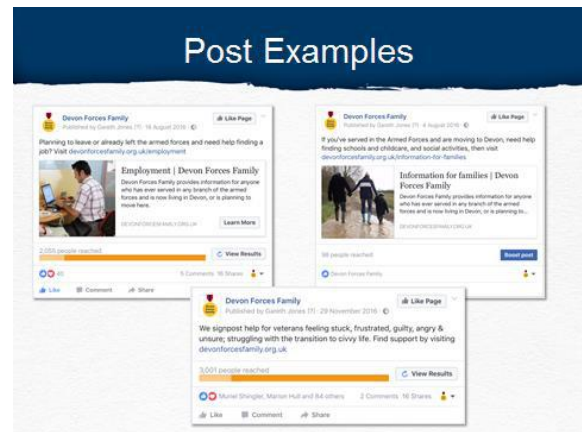 Post Examples
Devon Forces Family
Published by Gareth Jones [?] · 16 August 2016 ·
Like Page
Planning to leave or already left the armed forces and need help finding a
job? Visit devonforcesfamily.org.uk/employment
Employment | Devon Forces Family
Devon Forces Family provides information for anyone
who has ever served in any branch of the armed
forces and is now living in Devon, or is planning to
move here.
DEVONFORCESFAMILY.ORG.UK
Learn More
2,055 people reached
View Results
45
5 Comments 16 Shares
Like Comment Share
Devon Forces Family
Published by Gareth Jones [?] · 4 August 2016 ·
Like Page
If you've served in the Armed Forces and are moving to Devon, need help
finding schools and childcare, and social activities, then visit
devonforcesfamily.org.uk/information-for-families
Information for families | Devon
Forces Family
Devon Forces Family provides information for anyone
who has ever served in any branch of the armed
forces and is now living in Devon, or is planning to...
DEVONFORCESFAMILY.ORG.UK
people reached
Boost post
Devon Forces Family
Devon Forces Family
Published by Gareth Jones [?] · 29 November 2016 ·
Like Page
We signpost help for veterans feeling stuck, frustrated, guilty, angry &
unsure; struggling with the transition to civvy life. Find support by visiting
devonforcesfamily.org.uk
3,001 people reached
View Results
Muriel Shingler, Marion Hull and 84 others
2 Comments 16 Shares
Like Comment Share